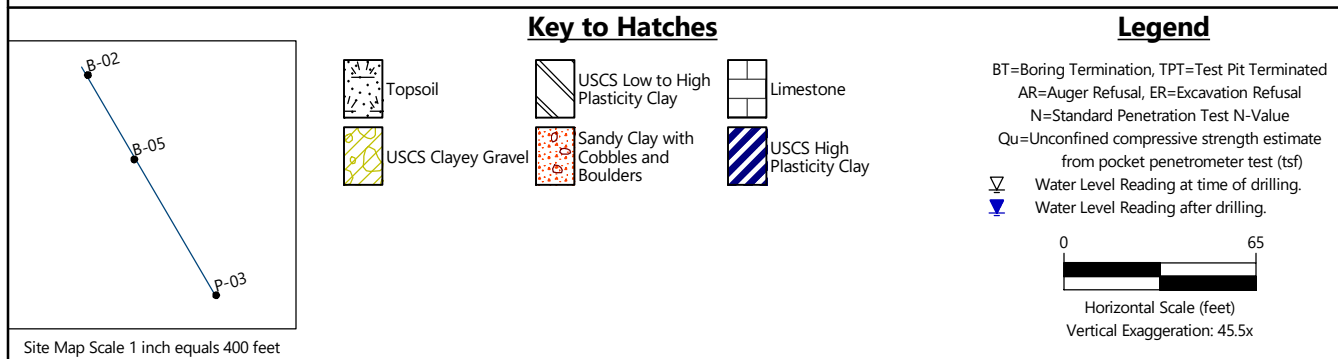 B-02
B-05
P-03
Site Map Scale 1 inch equals 400 feet
Key to Hatches
Topsoil
USCS Low to High
Plasticity Clay
Limestone
USCS Clayey Gravel
Sandy Clay with
Cobbles and
Boulders
USCS High
Plasticity Clay
Legend
BT=Boring Termination, TPT=Test Pit Terminated
AR=Auger Refusal, ER=Excavation Refusal
N=Standard Penetration Test N-Value
Qu=Unconfined compressive strength estimate
from pocket penetrometer test (tsf)
Water Level Reading at time of drilling.
Water Level Reading after drilling.
0 65
Horizontal Scale (feet)
Vertical Exaggeration: 45.5x